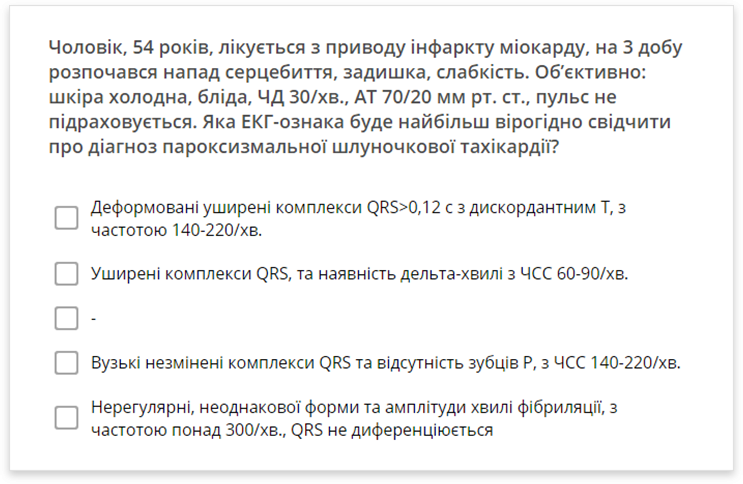 Чоловік, 54 років, лікується з приводу інфаркту міокарду, на 3 добу
розпочався напад серцебиття, задишка, слабкість. Об’єктивно:
шкіра холодна, бліда, ЧД 30/хв., АТ 70/20 мм рт. ст., пульс не
підраховується. Яка ЕКГ-ознака буде найбільш вірогідно свідчити
про діагноз пароксизмальної шлуночкової тахікардії?
Деформовані уширені комплекси QRS>0,12 с з дискордантним Т, з
частотою 140-220/хв.
Уширені комплекси QRS, та наявність дельта-хвилі з ЧСС 60-90/хв.
-
Вузькі незмінені комплекси QRS та відсутність зубців Р, з ЧСС 140-220/хв.
Нерегулярні, неоднакової форми та амплітуди хвилі фібриляції, з
частотою понад 300/хв., QRS не диференціюється